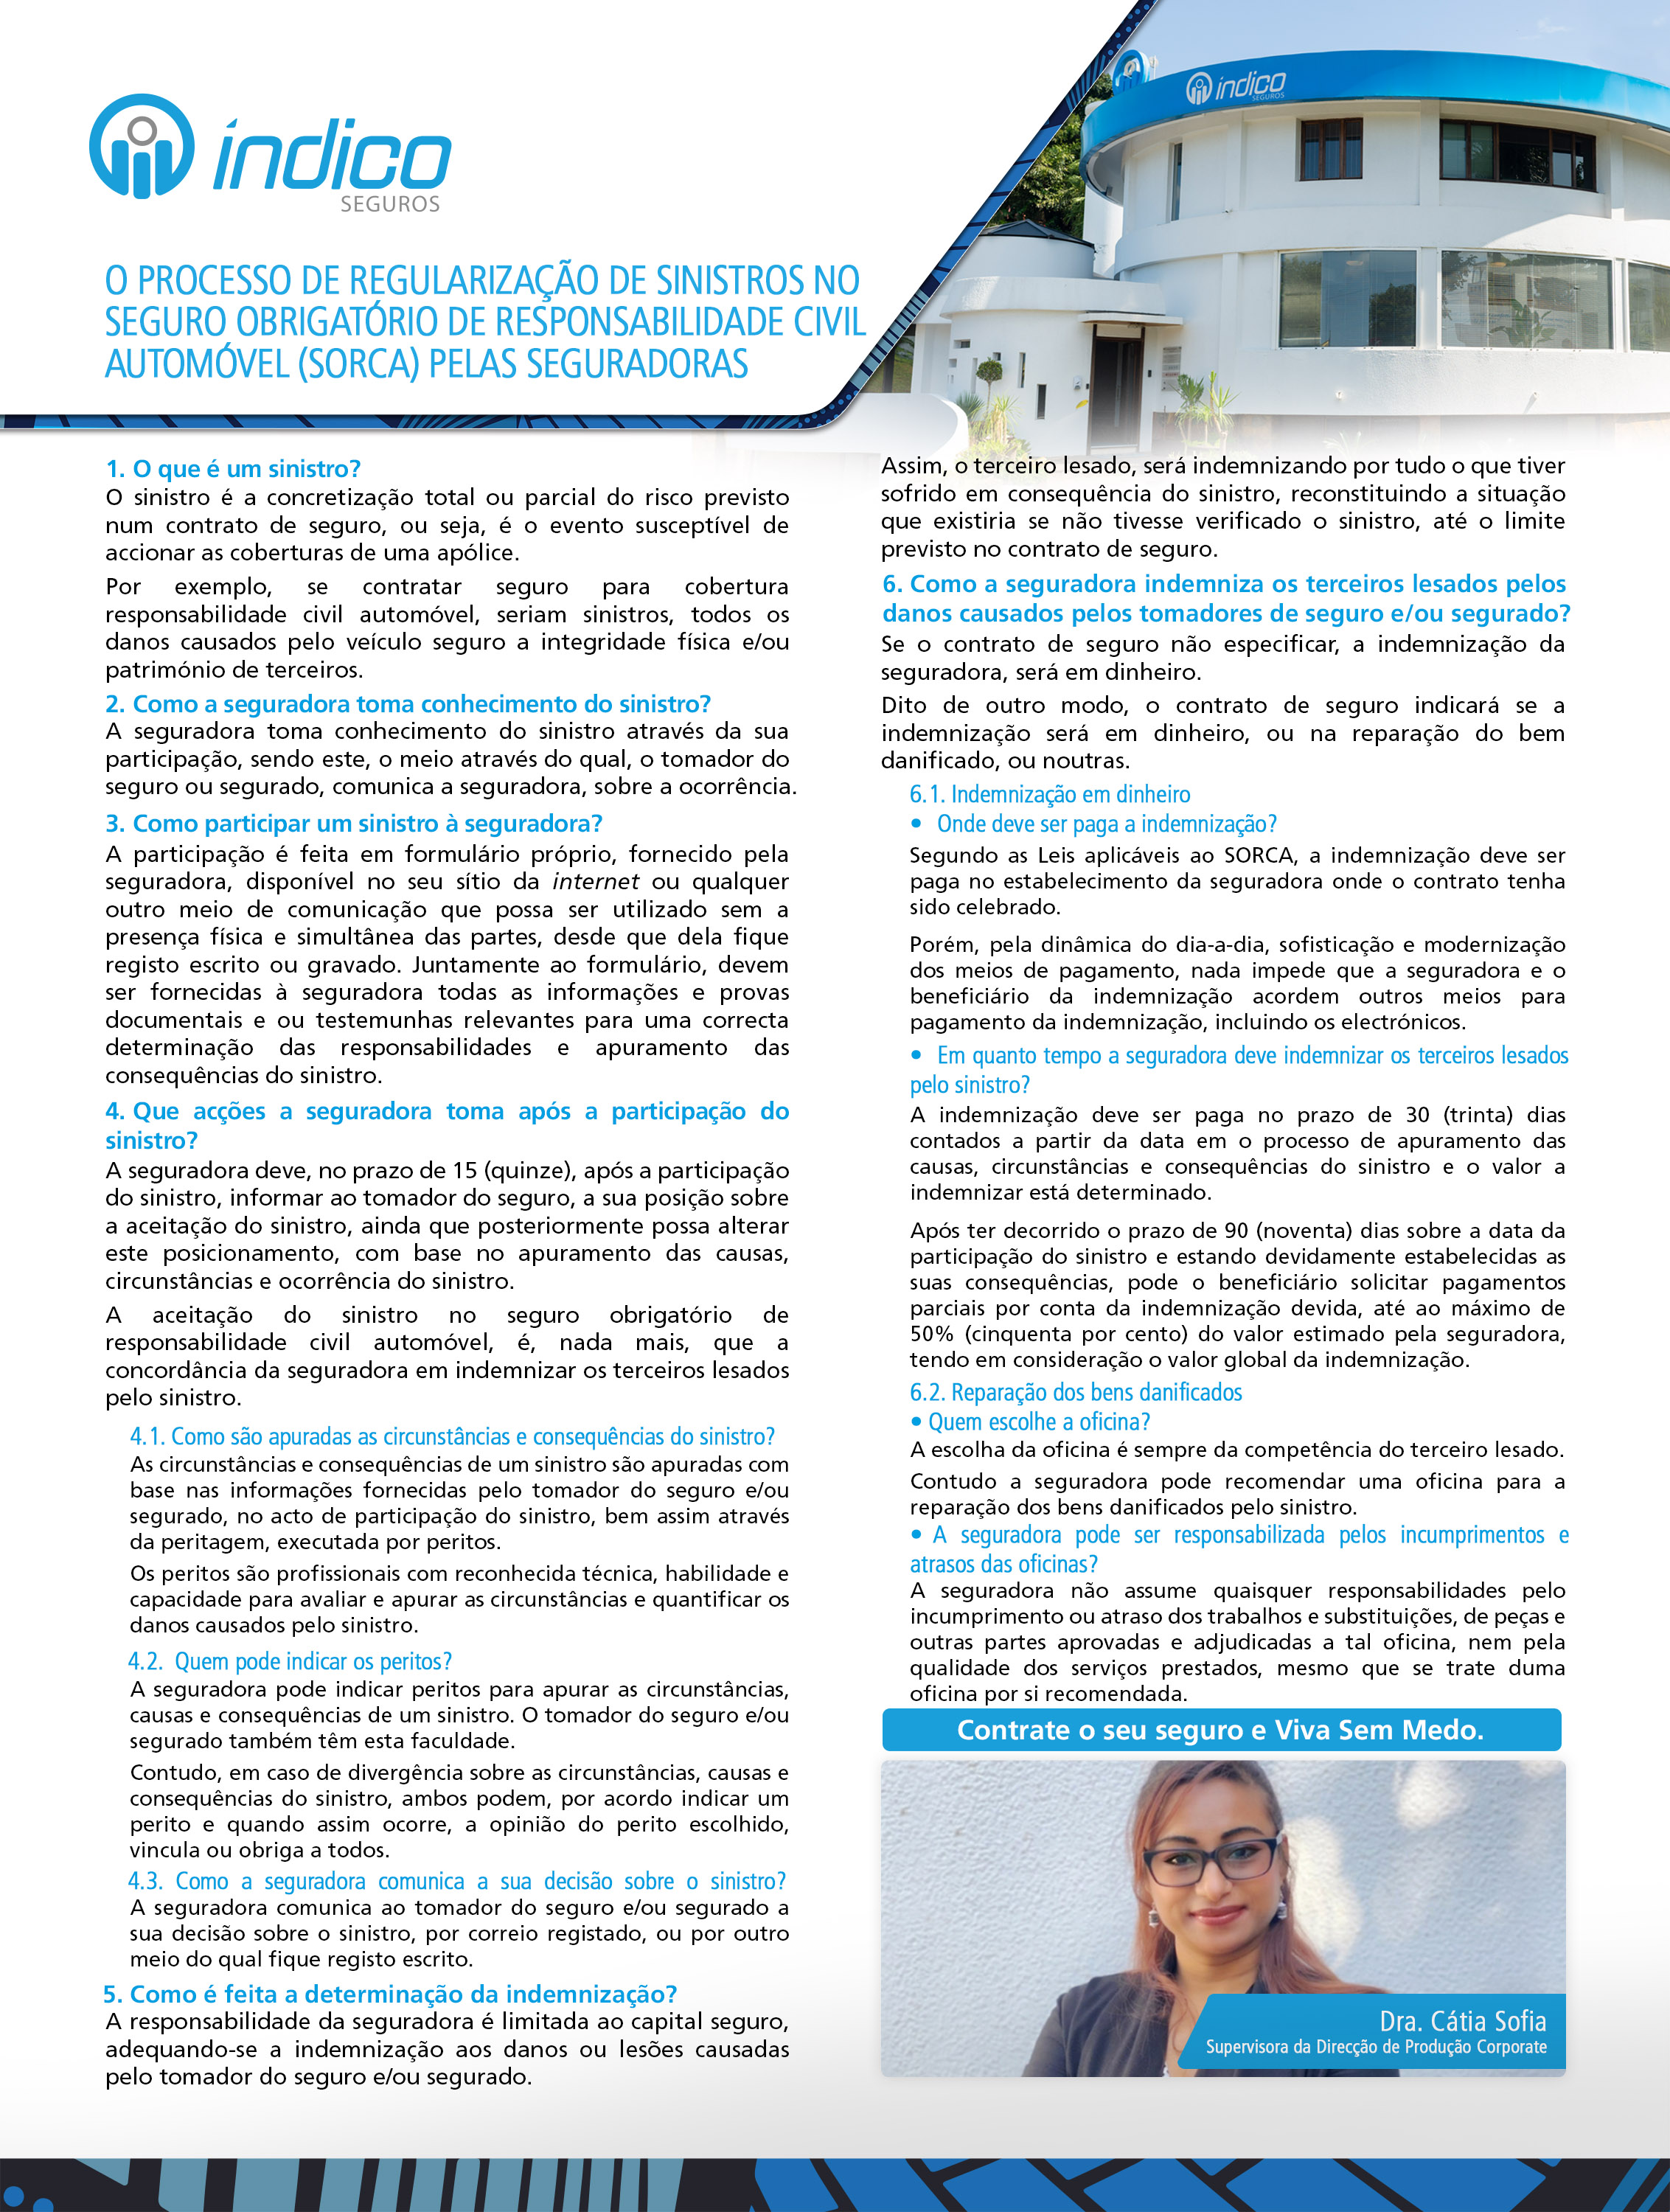 índico
SEGUROS
índico
SEGUROS
O PROCESSO DE REGULARIZAÇÃO DE SINISTROS NO
SEGURO OBRIGATÓRIO DE RESPONSABILIDADE CIVIL
AUTOMÓVEL (SORCA) PELAS SEGURADORAS
1. O que é um sinistro?
O sinistro é a concretização total ou parcial do risco previsto
num contrato de seguro, ou seja, é o evento susceptível de
accionar as coberturas de uma apólice.
Por exemplo, se contratar seguro para cobertura
responsabilidade civil automóvel, seriam sinistros, todos os
danos causados pelo veículo seguro a integridade física e/ou
património de terceiros.
2. Como a seguradora toma conhecimento do sinistro?
A seguradora toma conhecimento do sinistro através da sua
participação, sendo este, o meio através do qual, o tomador do
seguro ou segurado, comunica a seguradora, sobre a ocorrência.
3. Como participar um sinistro à seguradora?
A participação é feita em formulário próprio, fornecido pela
seguradora, disponível no seu sítio da internet ou qualquer
outro meio de comunicação que possa ser utilizado sem a
presença física e simultânea das partes, desde que dela fique
registo escrito ou gravado. Juntamente ao formulário, devem
ser fornecidas à seguradora todas as informações e provas
documentais e ou testemunhas relevantes para uma correcta
determinação das responsabilidades e apuramento das
consequências do sinistro.
4. Que acções a seguradora toma após a participação do
sinistro?
A seguradora deve, no prazo de 15 (quinze), após a participação
do sinistro, informar ao tomador do seguro, a sua posição sobre
a aceitação do sinistro, ainda que posteriormente possa alterar
este posicionamento, com base no apuramento das causas,
circunstâncias e ocorrência do sinistro.
A aceitação do sinistro no seguro obrigatório de
responsabilidade civil automóvel, é, nada mais, que a
concordância da seguradora em indemnizar os terceiros lesados
pelo sinistro.
4.1. Como são apuradas as circunstâncias e consequências do sinistro?
As circunstâncias e consequências de um sinistro são apuradas com
base nas informações fornecidas pelo tomador do seguro e/ou
segurado, no acto de participação do sinistro, bem assim através
da peritagem, executada por peritos.
Os peritos são profissionais com reconhecida técnica, habilidade e
capacidade para avaliar e apurar as circunstâncias e quantificar os
danos causados pelo sinistro.
4.2. Quem pode indicar os peritos?
A seguradora pode indicar peritos para apurar as circunstâncias,
causas e consequências de um sinistro. O tomador do seguro e/ou
segurado também têm esta faculdade.
Contudo, em caso de divergência sobre as circunstâncias, causas e
consequências do sinistro, ambos podem, por acordo indicar um
perito e quando assim ocorre, a opinião do perito escolhido,
vincula ou obriga a todos.
4.3. Como a seguradora comunica a sua decisão sobre o sinistro?
A seguradora comunica ao tomador do seguro e/ou segurado a
sua decisão sobre o sinistro, por correio registado, ou por outro
meio do qual fique registo escrito.
5. Como é feita a determinação da indemnização?
A responsabilidade da seguradora é limitada ao capital seguro,
adequando-se a indemnização aos danos ou lesões causadas
pelo tomador do seguro e/ou segurado.
Assim, o terceiro lesado, será indemnizando por tudo o que tiver
sofrido em consequência do sinistro, reconstituindo a situação
que existiria se não tivesse verificado o sinistro, até o limite
previsto no contrato de seguro.
6. Como a seguradora indemniza os terceiros lesados pelos
danos causados pelos tomadores de seguro e/ou segurado?
Se o contrato de seguro não especificar, a indemnização da
seguradora, será em dinheiro.
Dito de outro modo, o contrato de seguro indicará se a
indemnização será em dinheiro, ou na reparação do bem
danificado, ou noutras.
6.1. Indemnização em dinheiro
• Onde deve ser paga a indemnização?
Segundo as Leis aplicáveis ao SORCA, a indemnização deve ser
paga no estabelecimento da seguradora onde o contrato tenha
sido celebrado.
Porém, pela dinâmica do dia-a-dia, sofisticação e modernização
dos meios de pagamento, nada impede que a seguradora e o
beneficiário da indemnização acordem outros meios para
pagamento da indemnização, incluindo os electrónicos.
• Em quanto tempo a seguradora deve indemnizar os terceiros lesados
pelo sinistro?
A indemnização deve ser paga no prazo de 30 (trinta) dias
contados a partir da data em o processo de apuramento das
causas, circunstâncias e consequências do sinistro e o valor a
indemnizar está determinado.
Após ter decorrido o prazo de 90 (noventa) dias sobre a data da
participação do sinistro e estando devidamente estabelecidas as
suas consequências, pode o beneficiário solicitar pagamentos
parciais por conta da indemnização devida, até ao máximo de
50% (cinquenta por cento) do valor estimado pela seguradora,
tendo em consideração o valor global da indemnização.
6.2. Reparação dos bens danificados
• Quem escolhe a oficina?
A escolha da oficina é sempre da competência do terceiro lesado.
Contudo a seguradora pode recomendar uma oficina para a
reparação dos bens danificados pelo sinistro.
• A seguradora pode ser responsabilizada pelos incumprimentos e
atrasos das oficinas?
A seguradora não assume quaisquer responsabilidades pelo
incumprimento ou atraso dos trabalhos e substituições, de peças e
outras partes aprovadas e adjudicadas a tal oficina, nem pela
qualidade dos serviços prestados, mesmo que se trate duma
oficina por si recomendada.
Contrate o seu seguro e Viva Sem Medo.
Dra. Cátia Sofia
Supervisora da Direcção de Produção Corporate